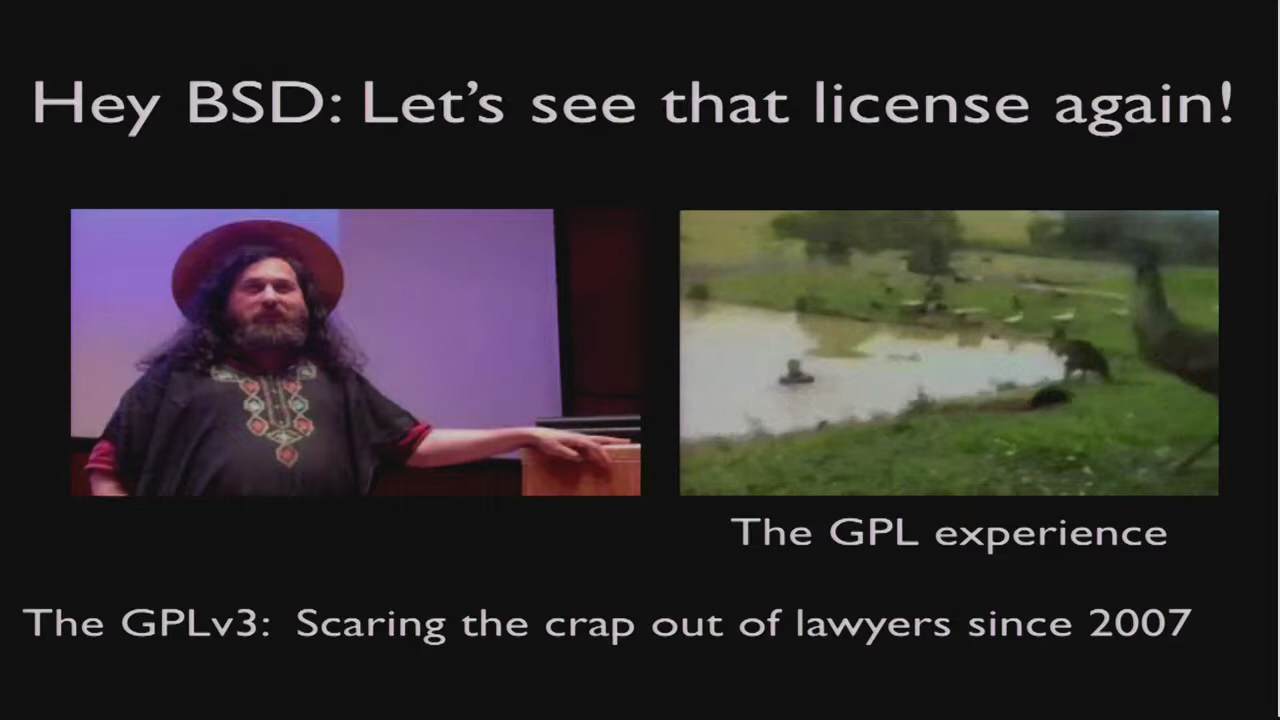 Hey BSD: Let's see that license again!
The GPL experience
The GPLv3: Scaring the crap out of lawyers since 2007